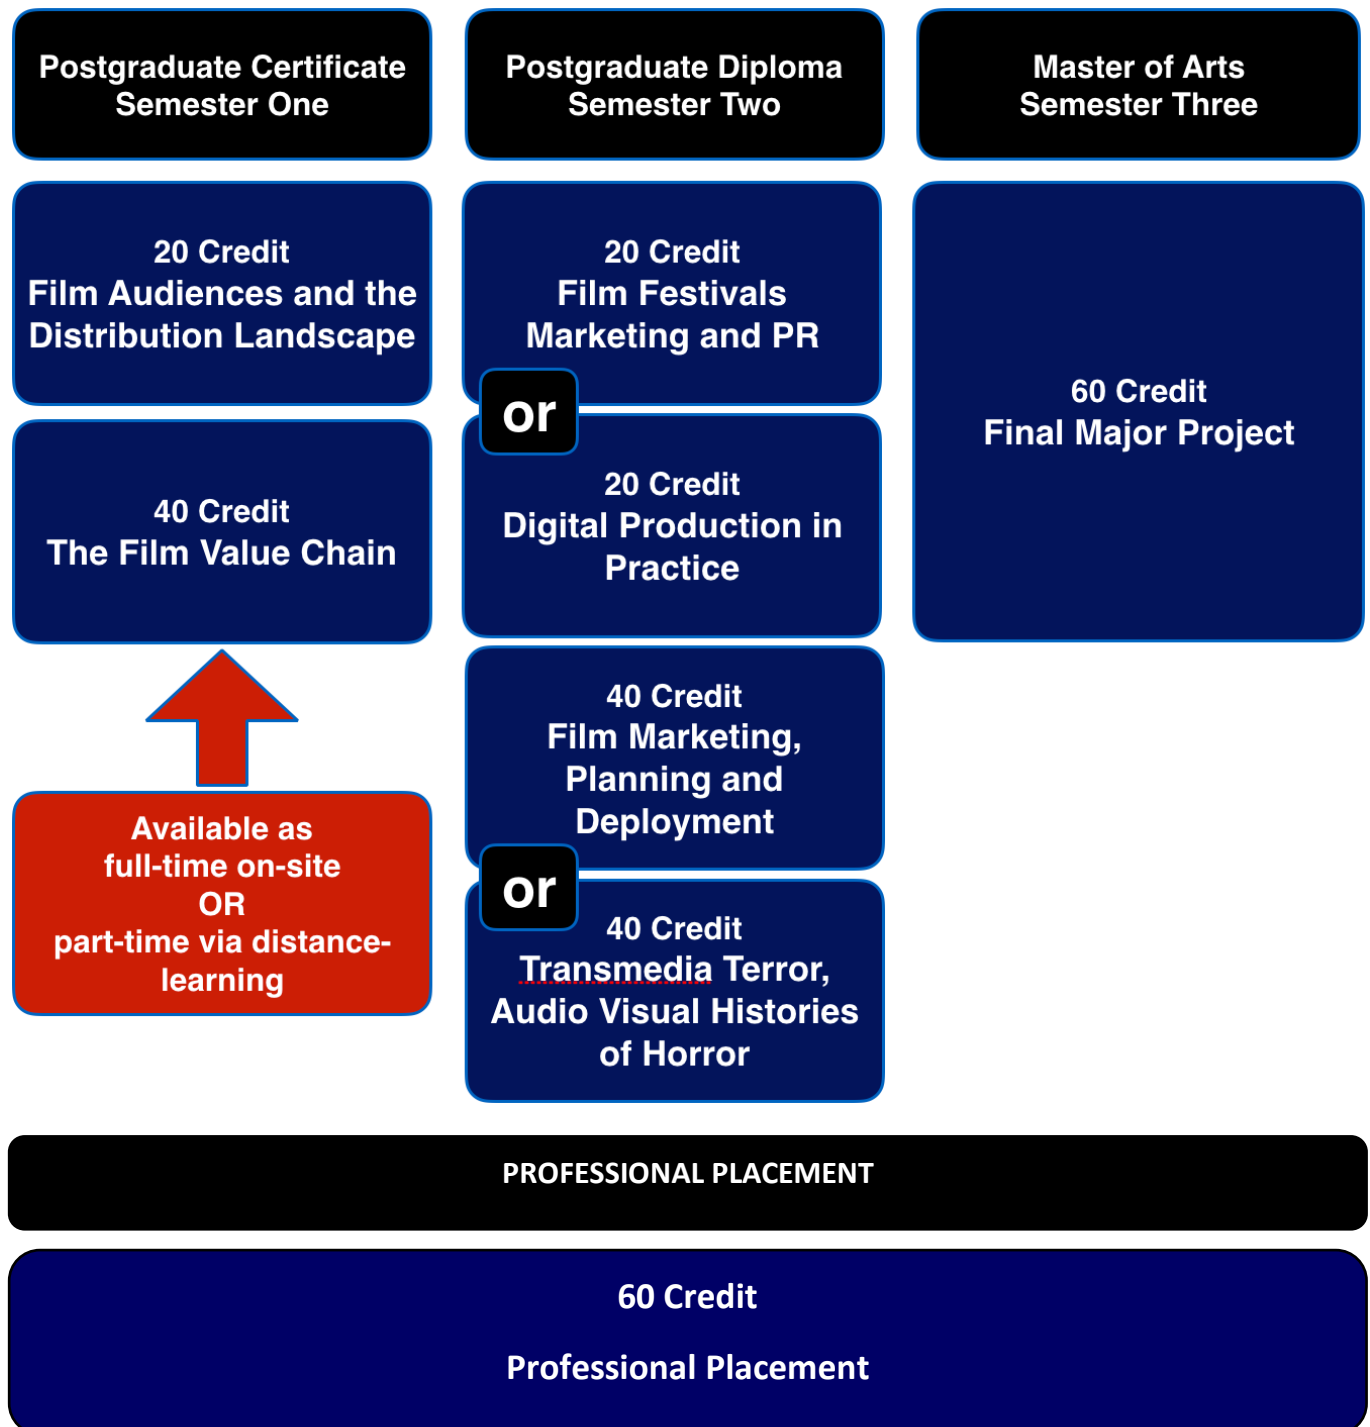 Postgraduate Certificate
Semester One
Postgraduate Diploma
Semester Two
Master of Arts
Semester Three
20 Credit
Film Audiences and the
Distribution Landscape
40 Credit
The Film Value Chain
Available as
full-time on-site
OR
part-time via distance-
learning
20 Credit
Film Festivals
Marketing and PR
or
20 Credit
Digital Production in
Practice
40 Credit
Film Marketing,
Planning and
Deployment
or
40 Credit
Transmedia Terror,
Audio Visual Histories
of Horror
60 Credit
Final Major Project
PROFESSIONAL PLACEMENT
60 Credit
Professional Placement